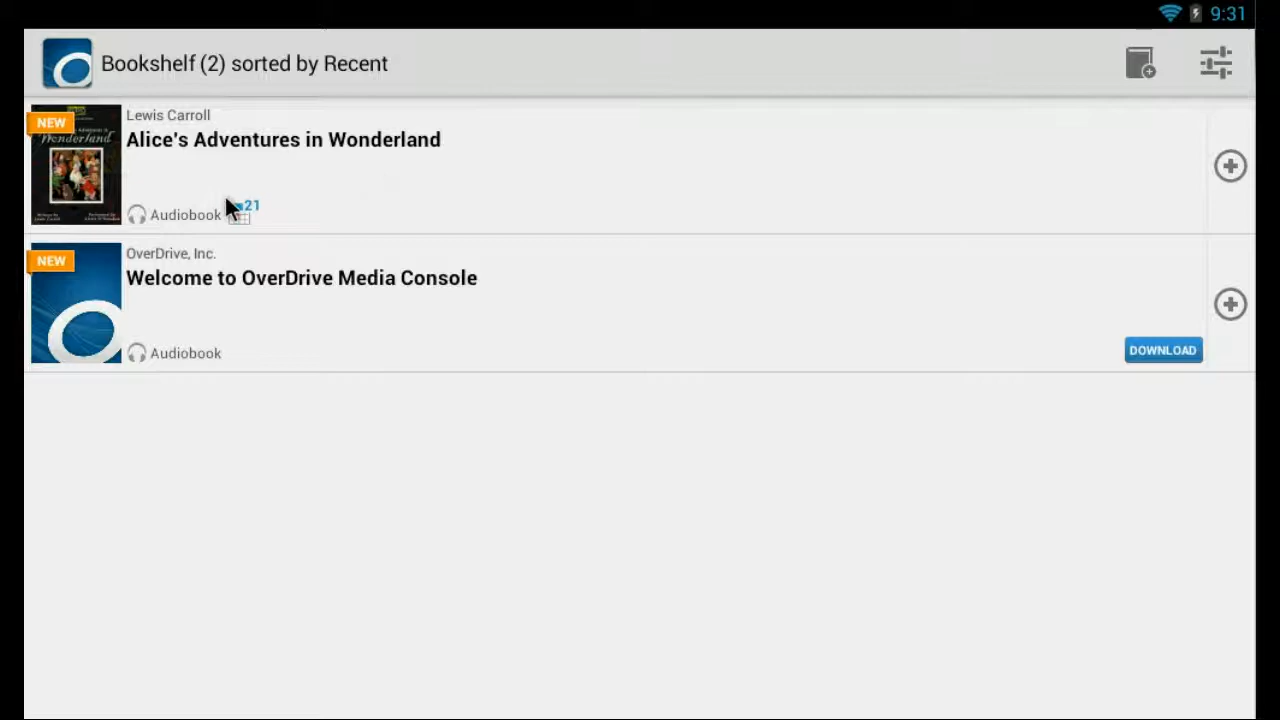 9:31
Bookshelf (2) sorted by Recent
NEW
Lewis Carroll
Alice's Adventures in Wonderland
Wonderland
Audiobook
21
NEW
OverDrive, Inc.
Welcome to OverDrive Media Console
Audiobook
DOWNLOAD